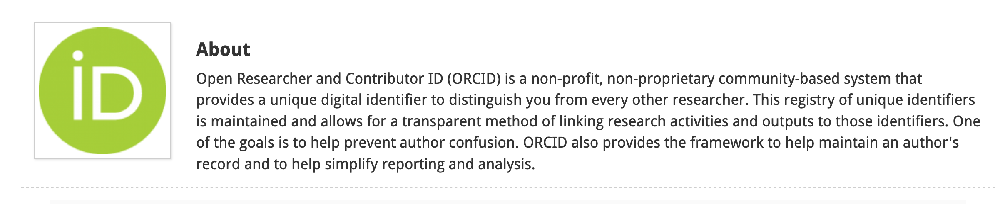 iD
About
Open Researcher and Contributor ID (ORCID) is a non-profit, non-proprietary community-based system that
provides a unique digital identifier to distinguish you from every other researcher. This registry of unique identifiers
is maintained and allows for a transparent method of linking research activities and outputs to those identifiers. One
of the goals is to help prevent author confusion. ORCID also provides the framework to help maintain an author's
record and to help simplify reporting and analysis.